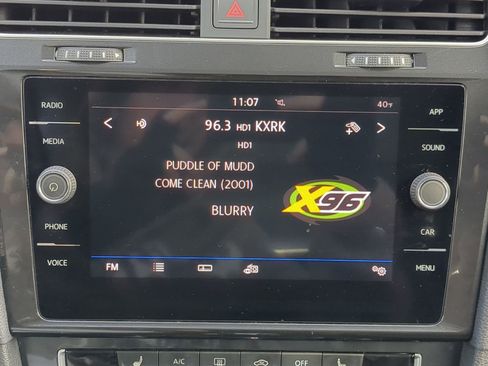 11:07
40°F
RADIO
APP
< 96.3 HD1 KXRK >
HD1
MEDIA
SOUND
PUDDLE OF MUDD
COME CLEAN (2001)
X96
BLURRY
PHONE
CAR
VOICE
FM
MENU
A/C
OFF